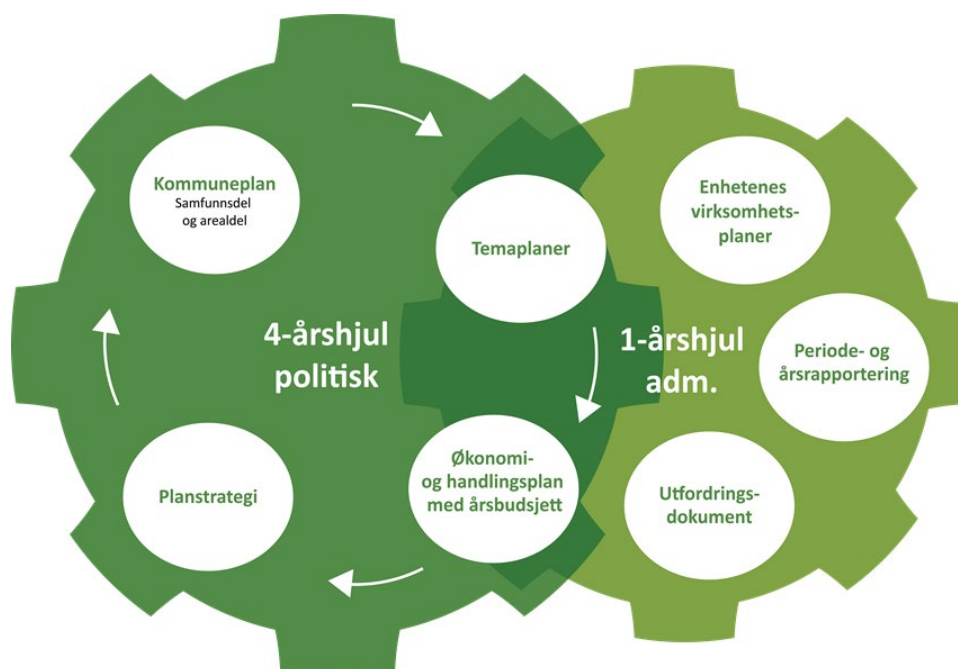 Kommuneplan
Samfunnsdel
og arealdel
Temaplaner
4-årshjul
politisk
Planstrategi
Økonomi-
og handlingsplan
med årsbudsjett
Enhetenes
virksomhets-
planer
1-årshjul
adm.
Periode- og
årsrapportering
Utfordrings-
dokument